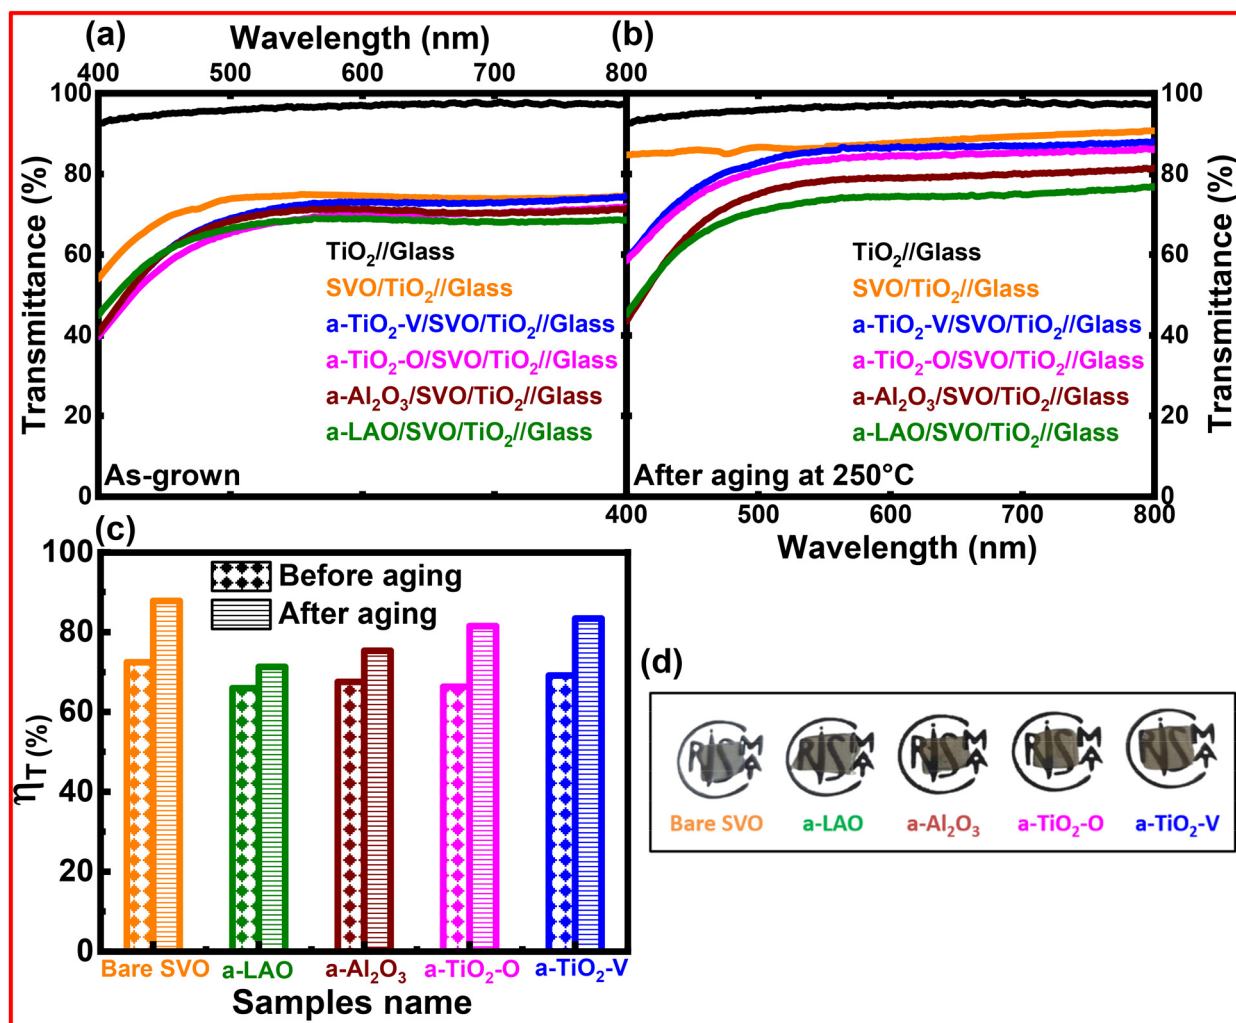 (a)
Wavelength (nm)
(b)
400 500 600 700 800
100
80
60
40
20
0
Transmittance (%)
TiO₂//Glass
SVO/TiO₂//Glass
a-TiO₂-V/SVO/TiO₂//Glass
a-TiO₂-O/SVO/TiO₂//Glass
a-Al₂O₃/SVO/TiO₂//Glass
a-LAO/SVO/TiO₂//Glass
As-grown
TiO₂//Glass
SVO/TiO₂//Glass
a-TiO₂-V/SVO/TiO₂//Glass
a-TiO₂-O/SVO/TiO₂//Glass
a-Al₂O₃/SVO/TiO₂//Glass
a-LAO/SVO/TiO₂//Glass
After aging at 250°C
100
80
60
40
20
0
Transmittance (%)
400 500 600 700 800
Wavelength (nm)
(c)
100
80
60
40
20
0
ηT (%)
Before aging
After aging
Bare SVO a-LAO a-Al₂O₃ a-TiO₂-O a-TiO₂-V
Samples name
(d)
CRiSMAT CRiSMAT CRiSMAT CRiSMAT CRiSMAT
Bare SVO a-LAO a-Al₂O₃ a-TiO₂-O a-TiO₂-V